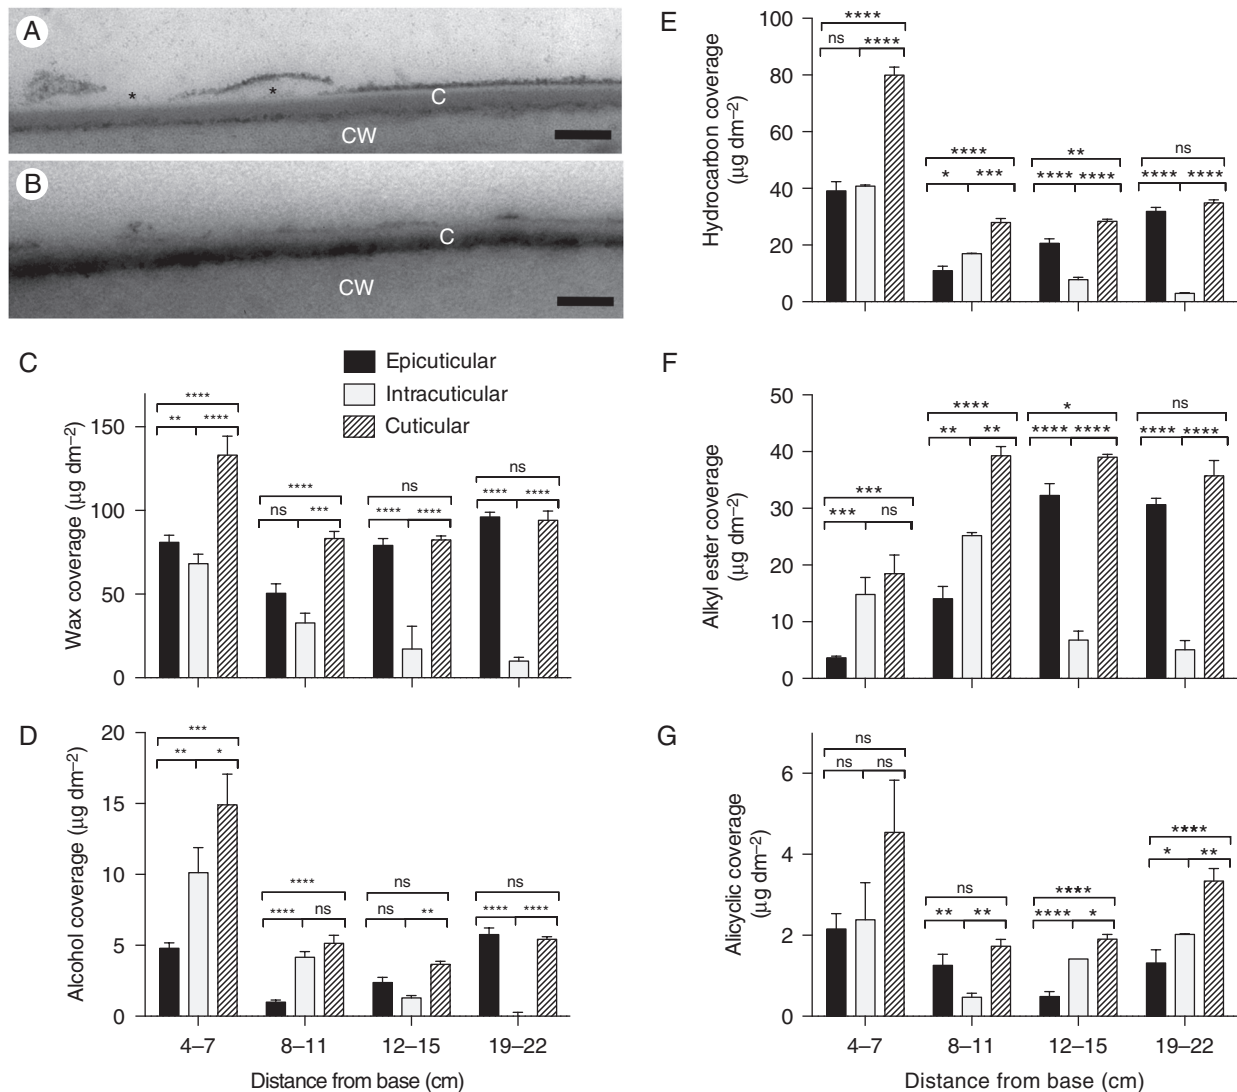 A
*
*
C
CW
B
C
CW
C
Epicuticular
Intracuticular
Cuticular
Wax coverage (µg dm−2)
150
100
50
0
****
** ****
****
ns ***
ns
**** ****
ns
**** ****
D
Alcohol coverage (µg dm−2)
20
15
10
5
0
***
** *
****
**** ns
ns
ns **
ns
**** ****
4–7 8–11 12–15 19–22
Distance from base (cm)
E
Hydrocarbon coverage
(µg dm−2)
100
80
60
40
20
0
****
ns ****
****
* ***
**
**** ****
ns
**** ****
F
Alkyl ester coverage
(µg dm−2)
50
40
30
20
10
0
***
*** ns
****
** **
*
**** ****
ns
**** ****
G
Alicyclic coverage
(µg dm−2)
6
4
2
0
ns
ns ns
ns
** **
****
**** *
****
* **
4–7 8–11 12–15 19–22
Distance from base (cm)